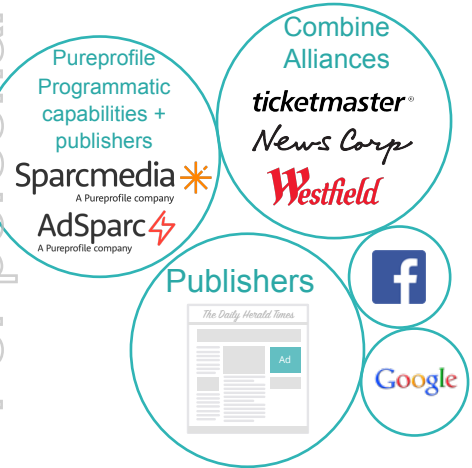 Pureprofile
Programmatic
capabilities +
publishers
Sparcmedia
A Pureprofile company
AdSparc
A Pureprofile company
Combine
Alliances
ticketmaster®
News Corp
Westfield
Publishers
The Daily Herald Times
Ad
f
Google